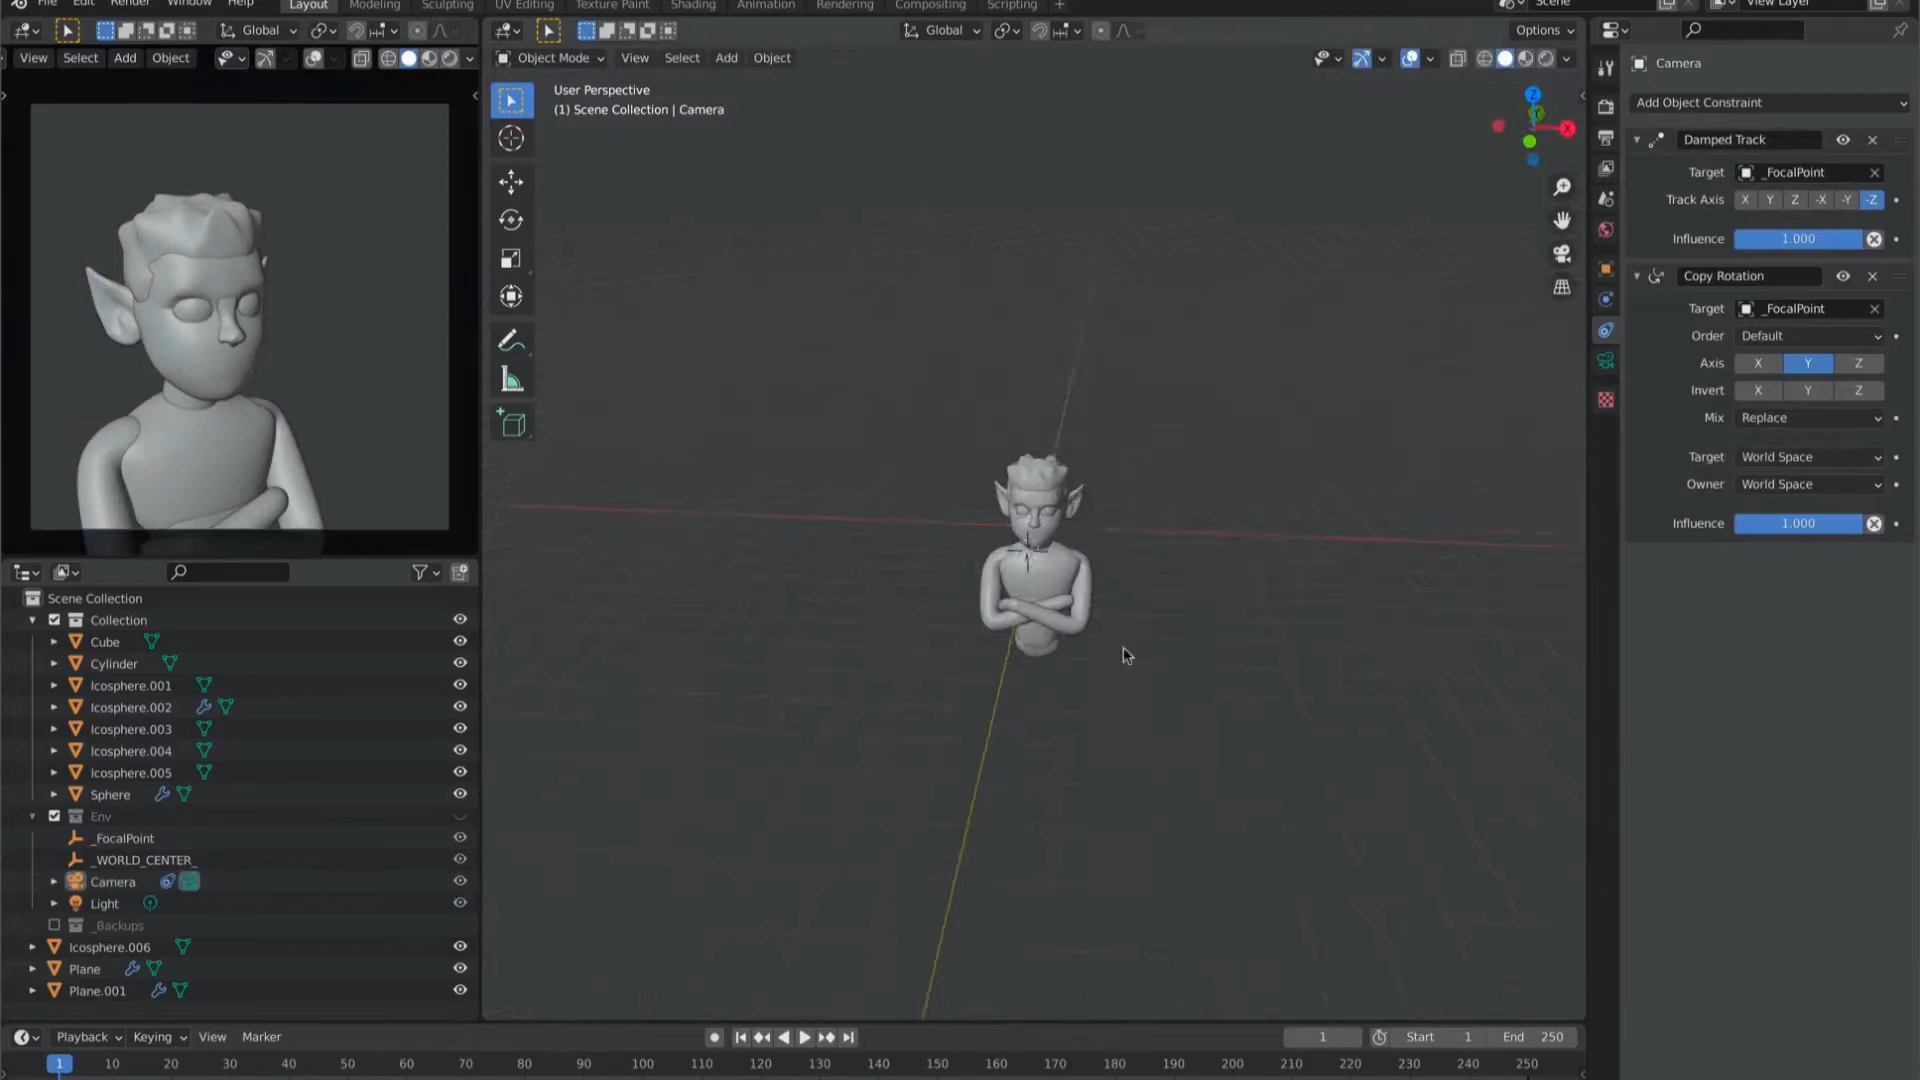 File Edit Render Window Help Layout Modeling Sculpting UV Editing Texture Paint Shading Animation Rendering Compositing Scripting + Scene View Layer
Global Global Options
View Select Add Object Object Mode View Select Add Object
User Perspective
(1) Scene Collection | Camera
Z
X
Camera
Add Object Constraint
Damped Track
Target _FocalPoint
Track Axis X Y Z -X -Y -Z
Influence 1.000
Copy Rotation
Target _FocalPoint
Order Default
Axis X Y Z
Invert X Y Z
Mix Replace
Target World Space
Owner World Space
Influence 1.000
Scene Collection
Collection
Cube
Cylinder
Icosphere.001
Icosphere.002
Icosphere.003
Icosphere.004
Icosphere.005
Sphere
Env
_FocalPoint
_WORLD_CENTER_
Camera
Light
_Backups
Icosphere.006
Plane
Plane.001
Playback Keying View Marker 1 Start 1 End 250
1 10 20 30 40 50 60 70 80 90 100 110 120 130 140 150 160 170 180 190 200 210 220 230 240 250